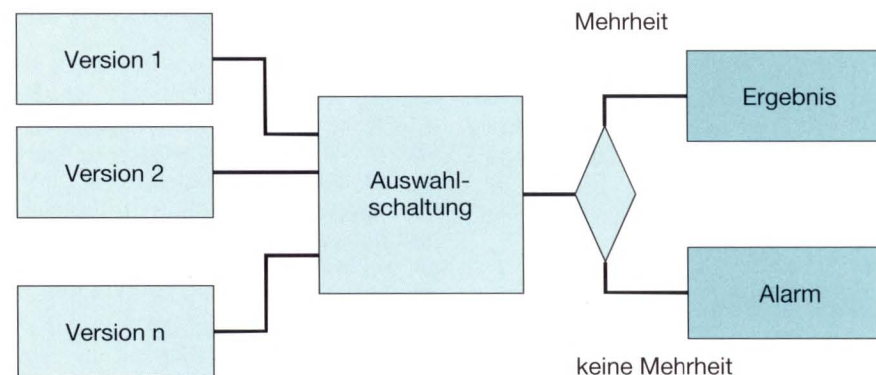 Version 1
Version 2
Version n
Auswahl-
schaltung
Mehrheit
Ergebnis
Alarm
keine Mehrheit